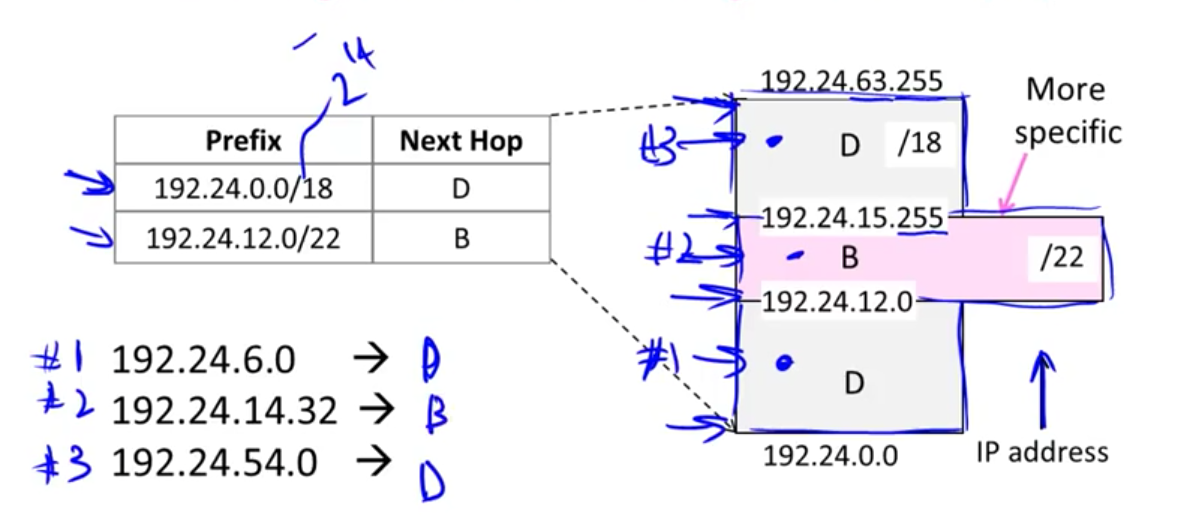 2^14
Prefix Next Hop
192.24.0.0/18 D
192.24.12.0/22 B
#1 192.24.6.0 → D
#2 192.24.14.32 → B
#3 192.24.54.0 → D
192.24.63.255
More
specific
#3 D /18
192.24.15.255
#2 B /22
192.24.12.0
#1 D
192.24.0.0
IP address